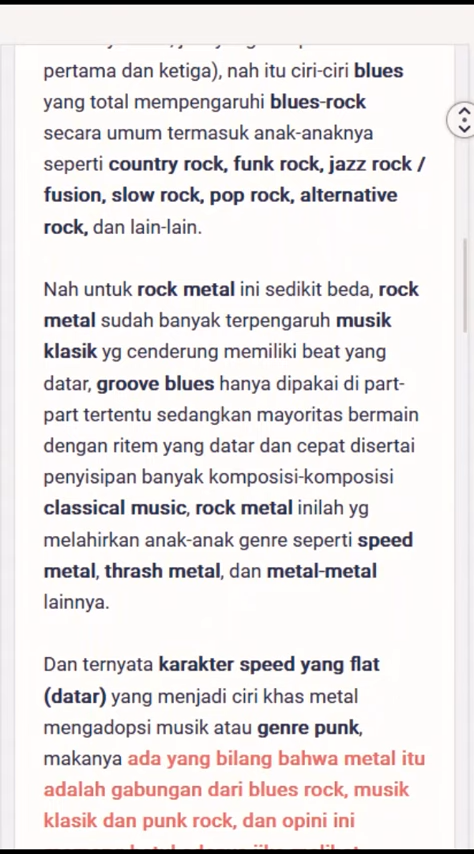 pertama dan ketiga), nah itu ciri-ciri blues
yang total mempengaruhi blues-rock
secara umum termasuk anak-anaknya
seperti country rock, funk rock, jazz rock /
fusion, slow rock, pop rock, alternative
rock, dan lain-lain.
Nah untuk rock metal ini sedikit beda, rock
metal sudah banyak terpengaruh musik
klasik yg cenderung memiliki beat yang
datar, groove blues hanya dipakai di part-
part tertentu sedangkan mayoritas bermain
dengan ritem yang datar dan cepat disertai
penyisipan banyak komposisi-komposisi
classical music, rock metal inilah yg
melahirkan anak-anak genre seperti speed
metal, thrash metal, dan metal-metal
lainnya.
Dan ternyata karakter speed yang flat
(datar) yang menjadi ciri khas metal
mengadopsi musik atau genre punk,
makanya ada yang bilang bahwa metal itu
adalah gabungan dari blues rock, musik
klasik dan punk rock, dan opini ini